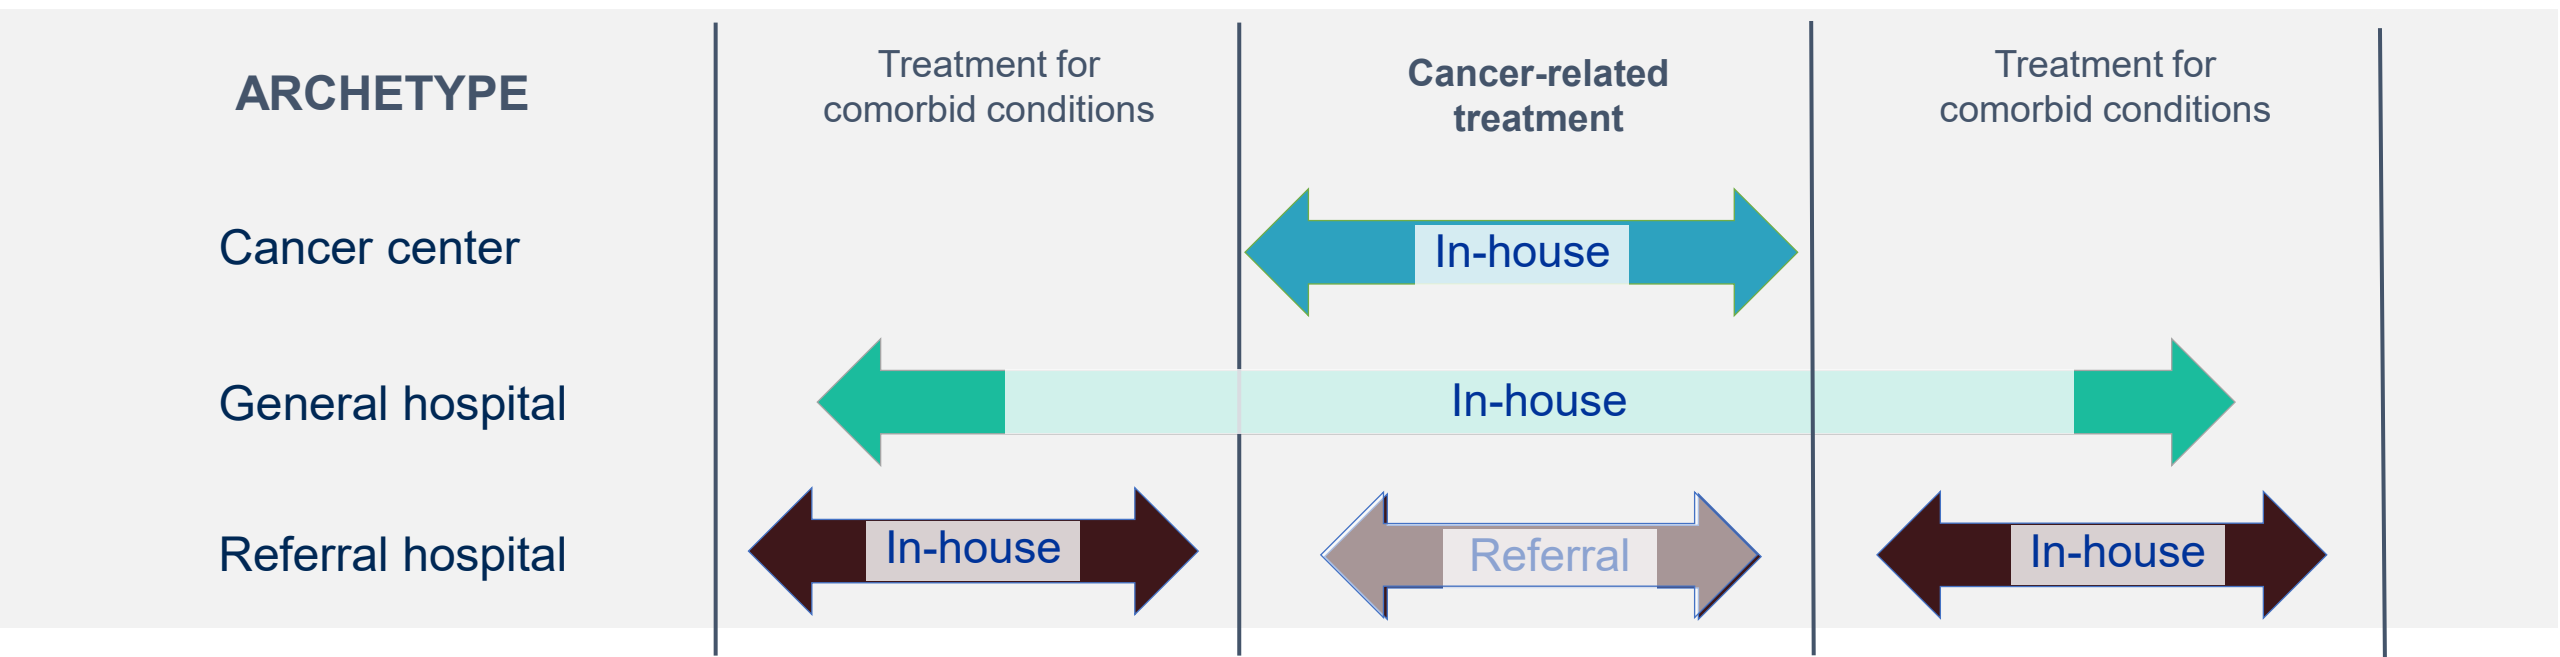 ARCHETYPE
Treatment for
comorbid conditions
Cancer-related
treatment
Treatment for
comorbid conditions
Cancer center
In-house
General hospital
In-house
Referral hospital
In-house
Referral
In-house